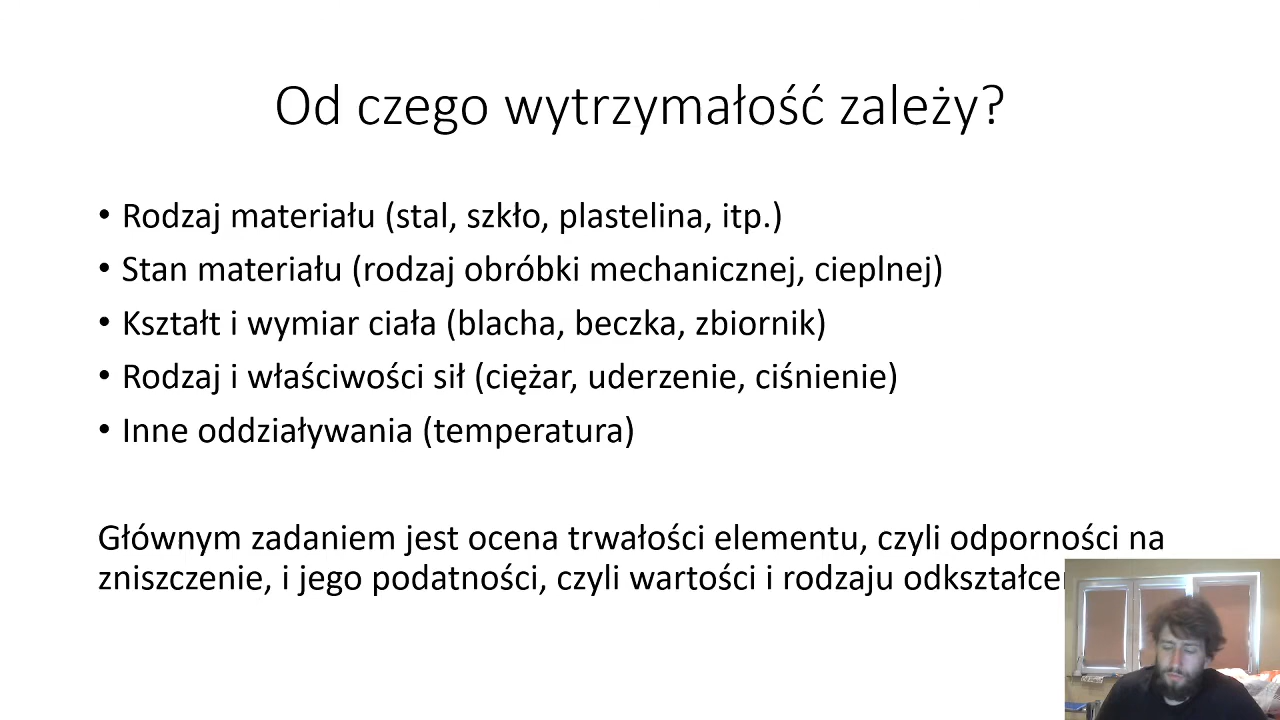 Od czego wytrzymałość zależy?
• Rodzaj materiału (stal, szkło, plastelina, itp.)
• Stan materiału (rodzaj obróbki mechanicznej, cieplnej)
• Kształt i wymiar ciała (blacha, beczka, zbiornik)
• Rodzaj i właściwości sił (ciężar, uderzenie, ciśnienie)
• Inne oddziaływania (temperatura)
Głównym zadaniem jest ocena trwałości elementu, czyli odporności na
zniszczenie, i jego podatności, czyli wartości i rodzaju